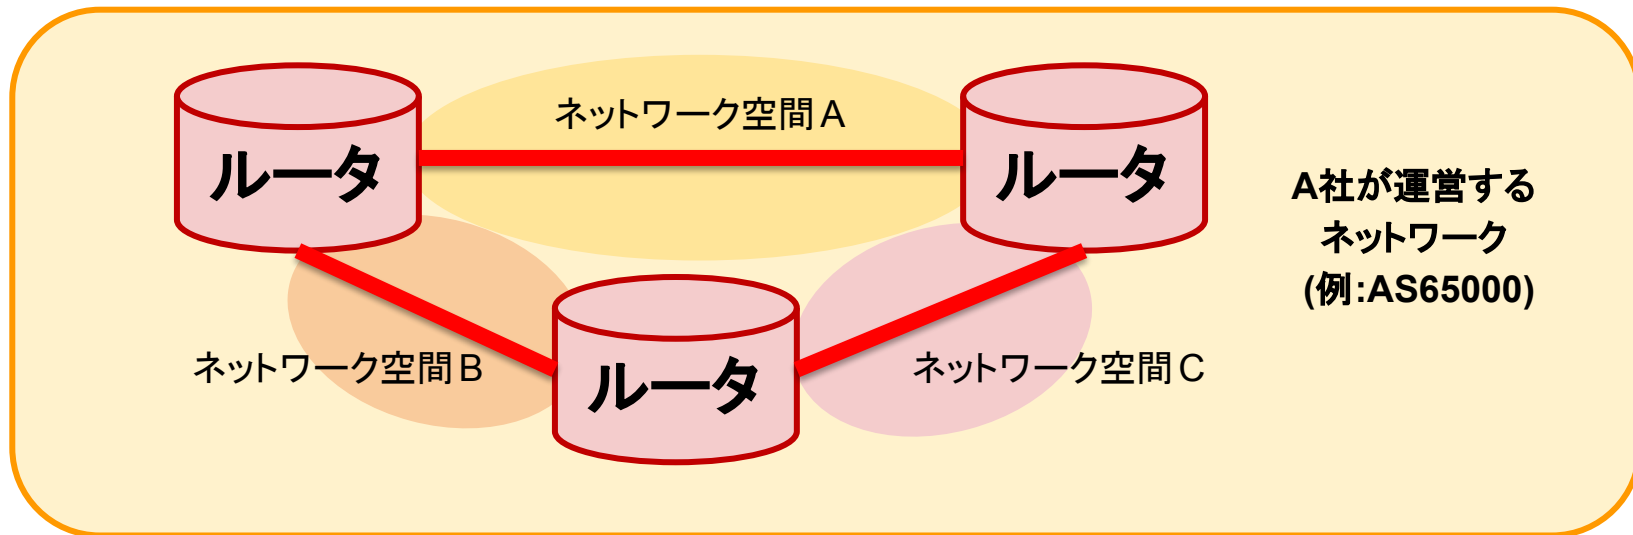 ネットワーク空間A
ルータ
ルータ
A社が運営する
ネットワーク
(例:AS65000)
ネットワーク空間B
ルータ
ネットワーク空間C